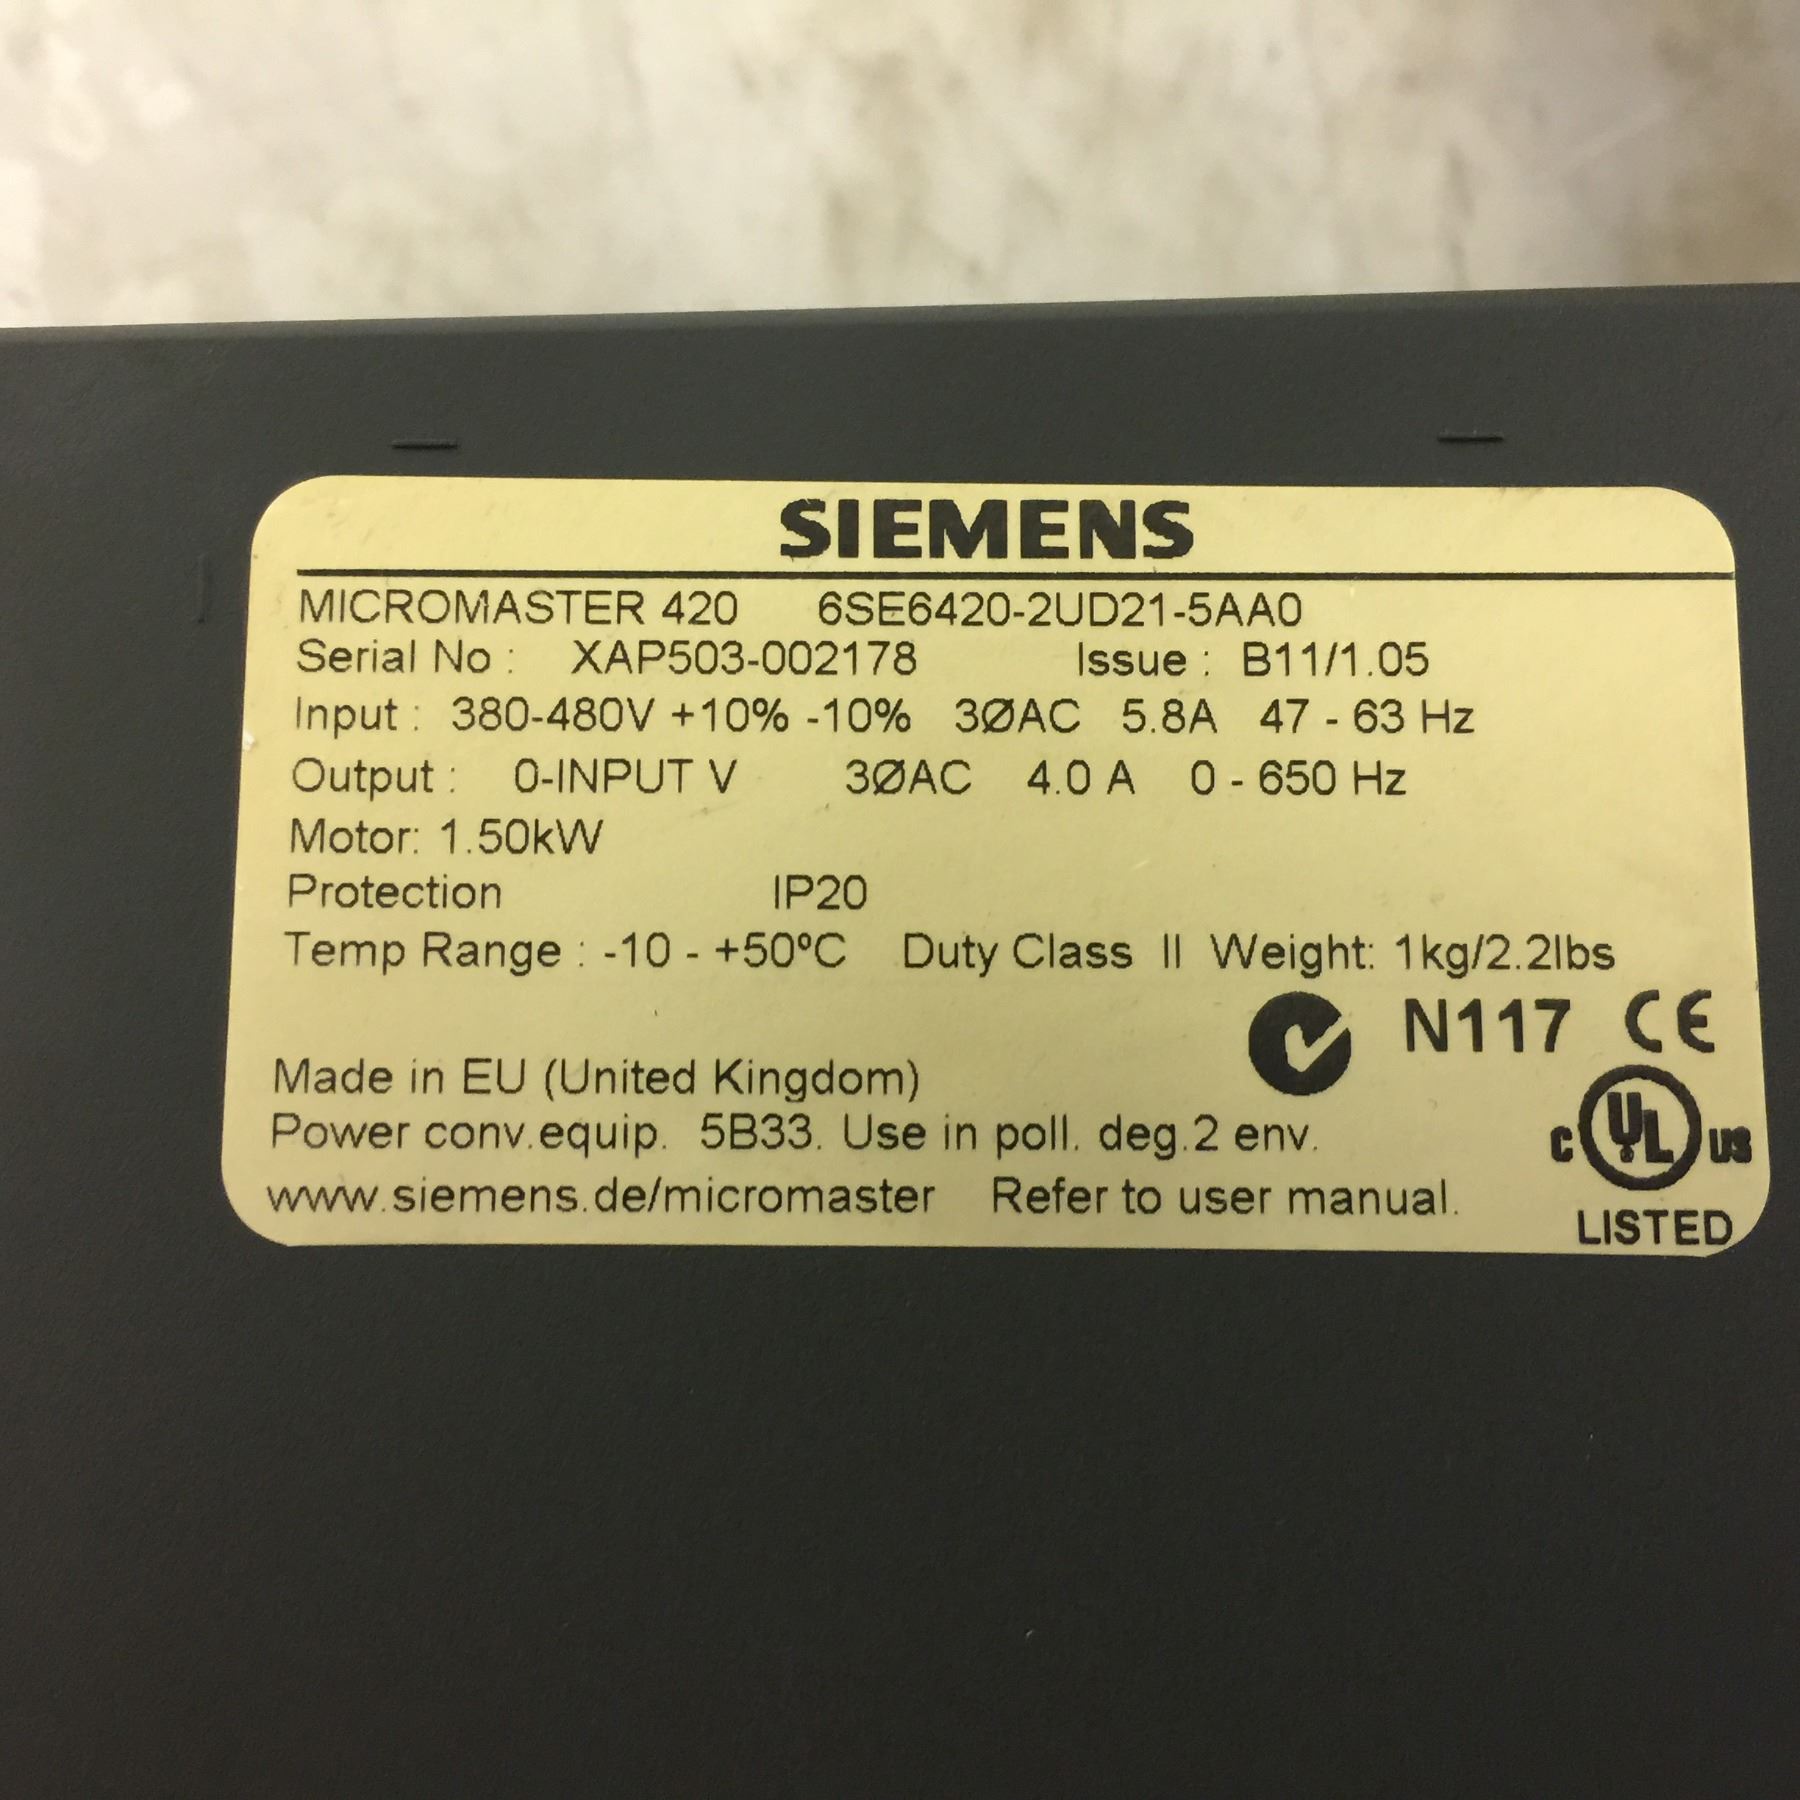 SIEMENS
MICROMASTER 420 6SE6420-2UD21-5AA0
Serial No : XAP503-002178 Issue : B11/1.05
Input : 380-480V +10% -10% 3ØAC 5.8A 47 - 63 Hz
Output : 0-INPUT V 3ØAC 4.0 A 0 - 650 Hz
Motor: 1.50kW
Protection IP20
Temp Range : -10 - +50ºC Duty Class II Weight: 1kg/2.2lbs
N117 CE
Made in EU (United Kingdom)
Power conv.equip. 5B33. Use in poll. deg.2 env.
C UL US
www.siemens.de/micromaster Refer to user manual.
LISTED